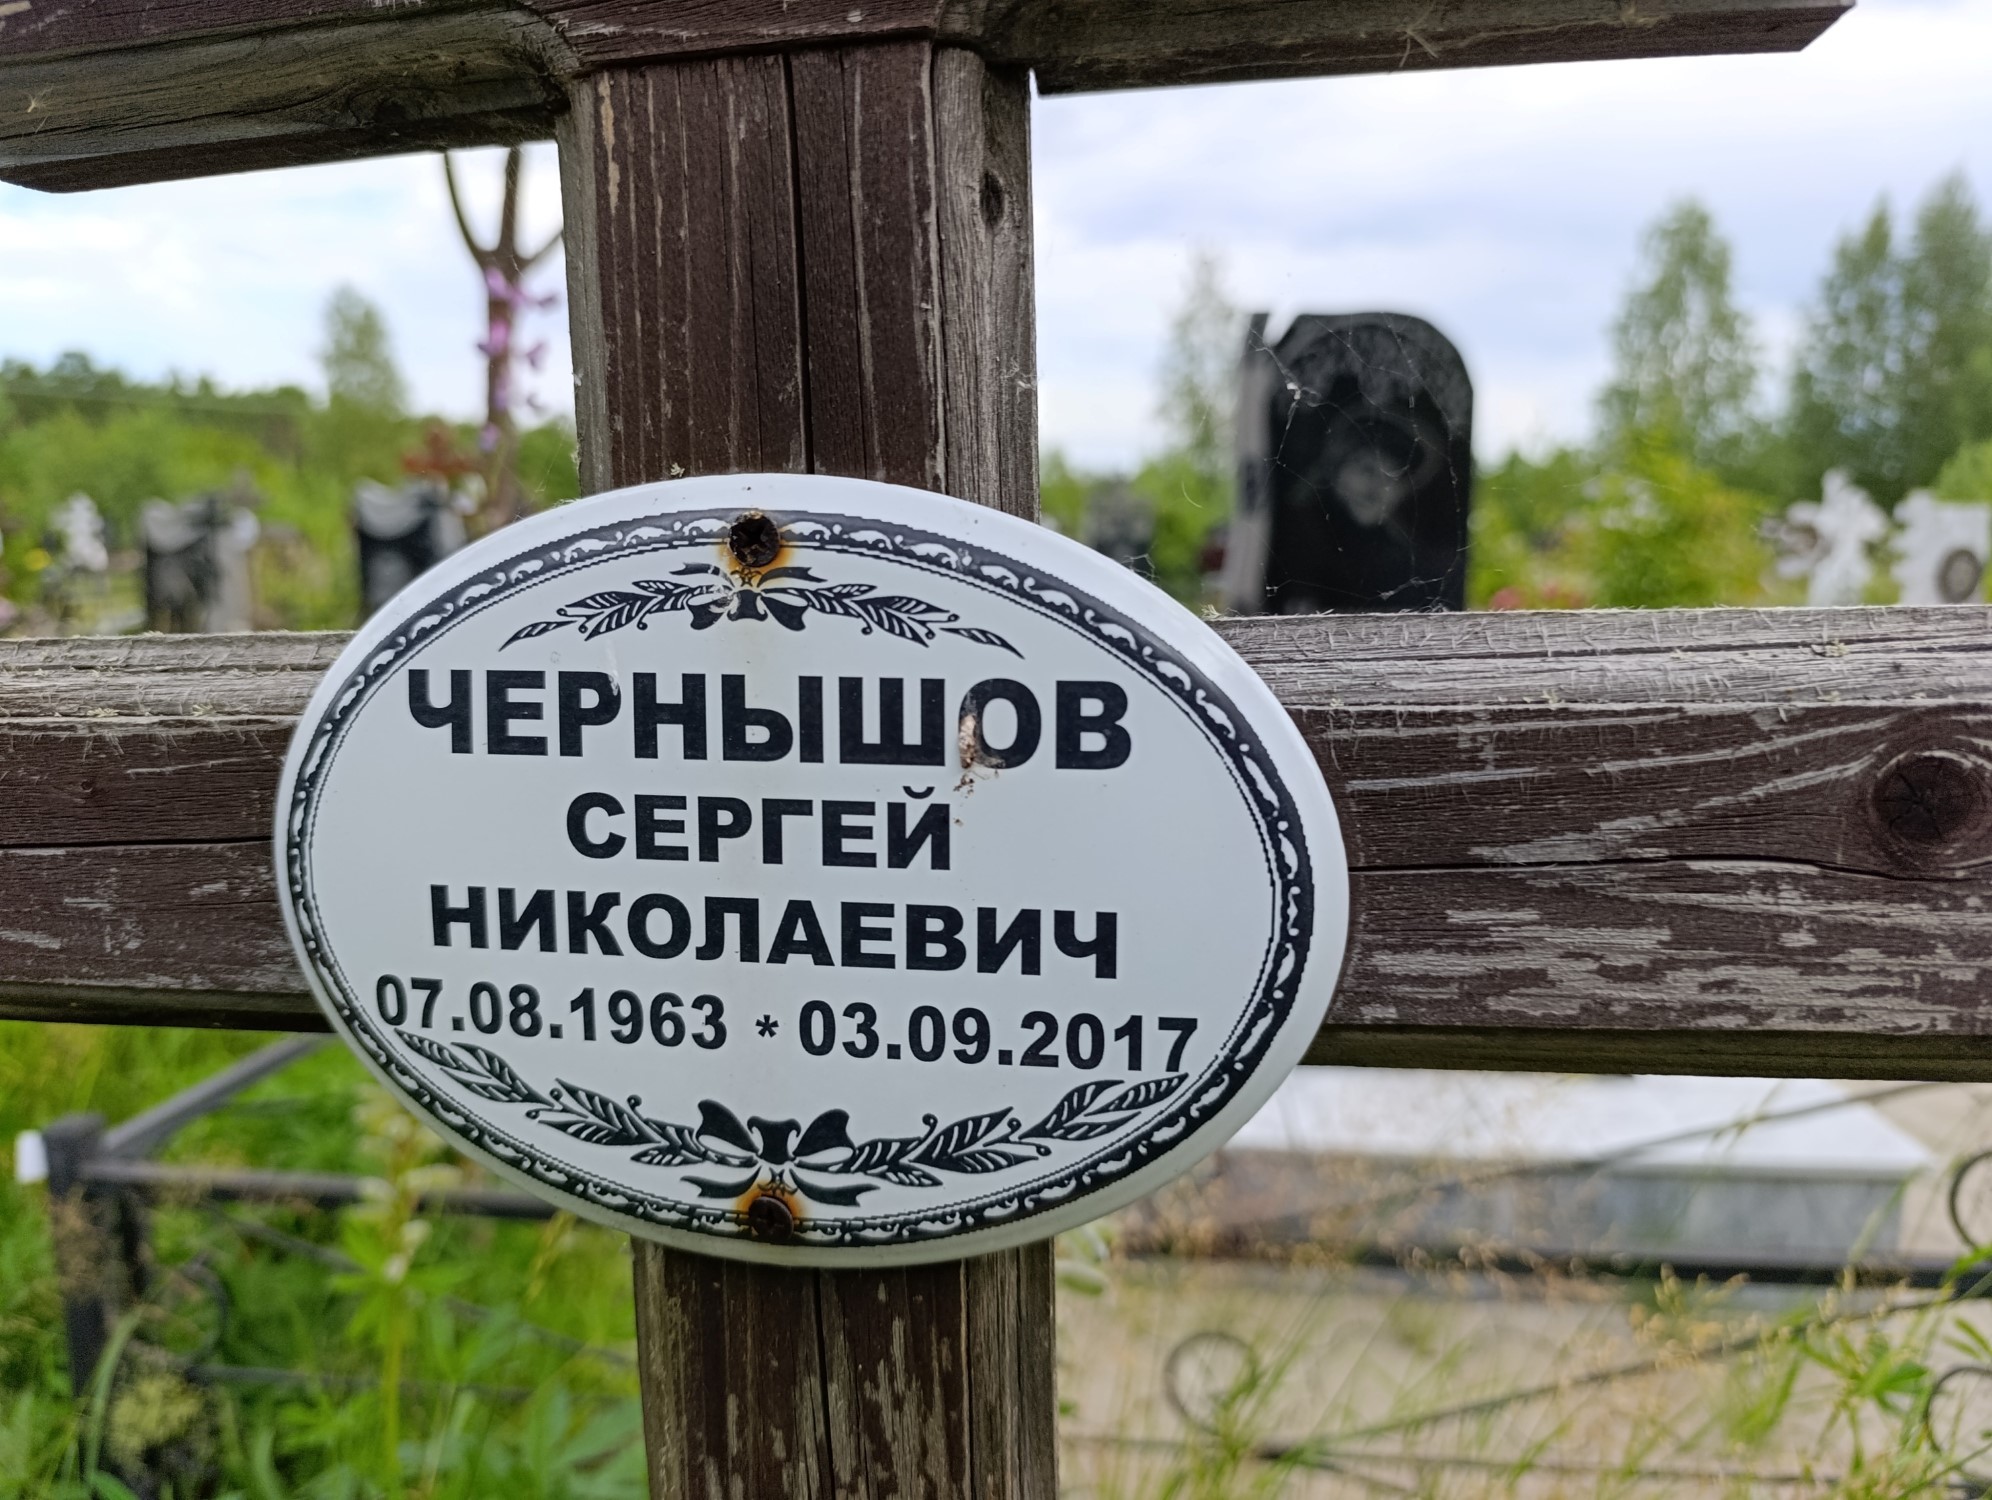 ЧЕРНЫШОВ
СЕРГЕЙ
НИКОЛАЕВИЧ
07.08.1963 * 03.09.2017